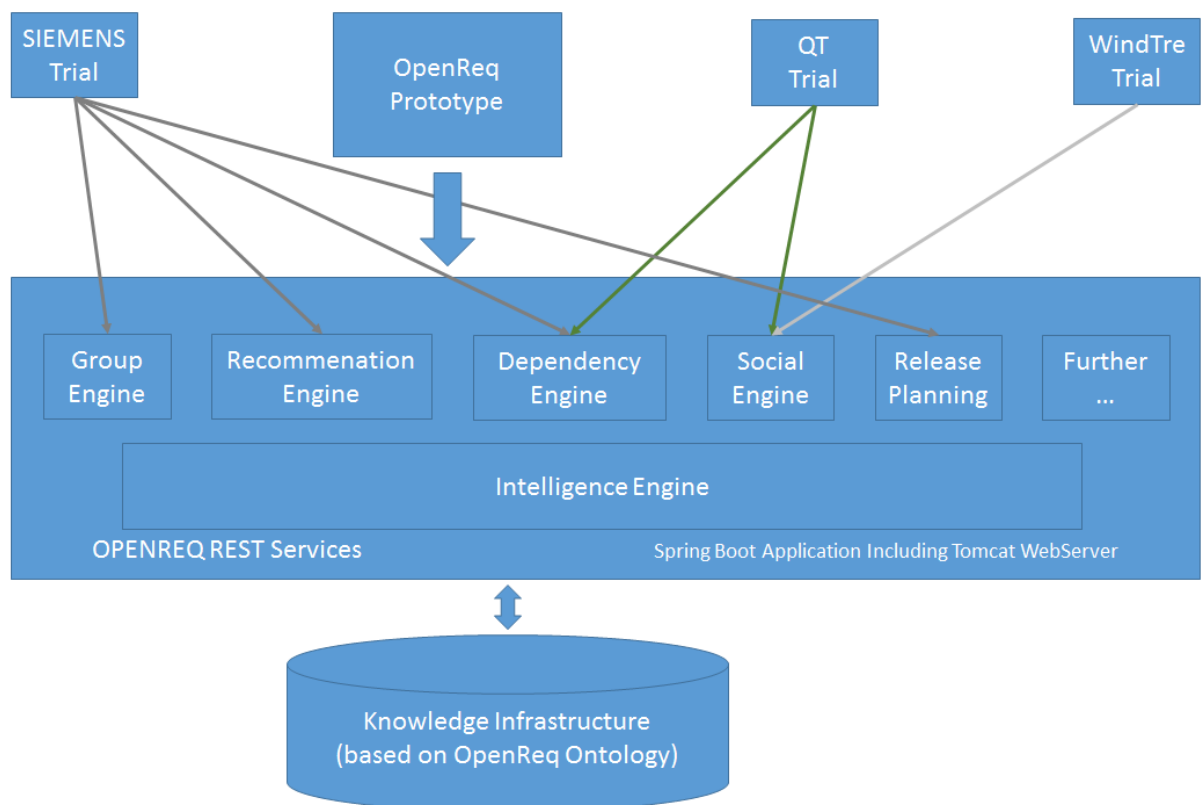 SIEMENS
Trial
OpenReq
Prototype
QT
Trial
WindTre
Trial
Group
Engine
Recommenation
Engine
Dependency
Engine
Social
Engine
Release
Planning
Further
...
Intelligence Engine
OPENREQ REST Services
Spring Boot Application Including Tomcat WebServer
Knowledge Infrastructure
(based on OpenReq Ontology)